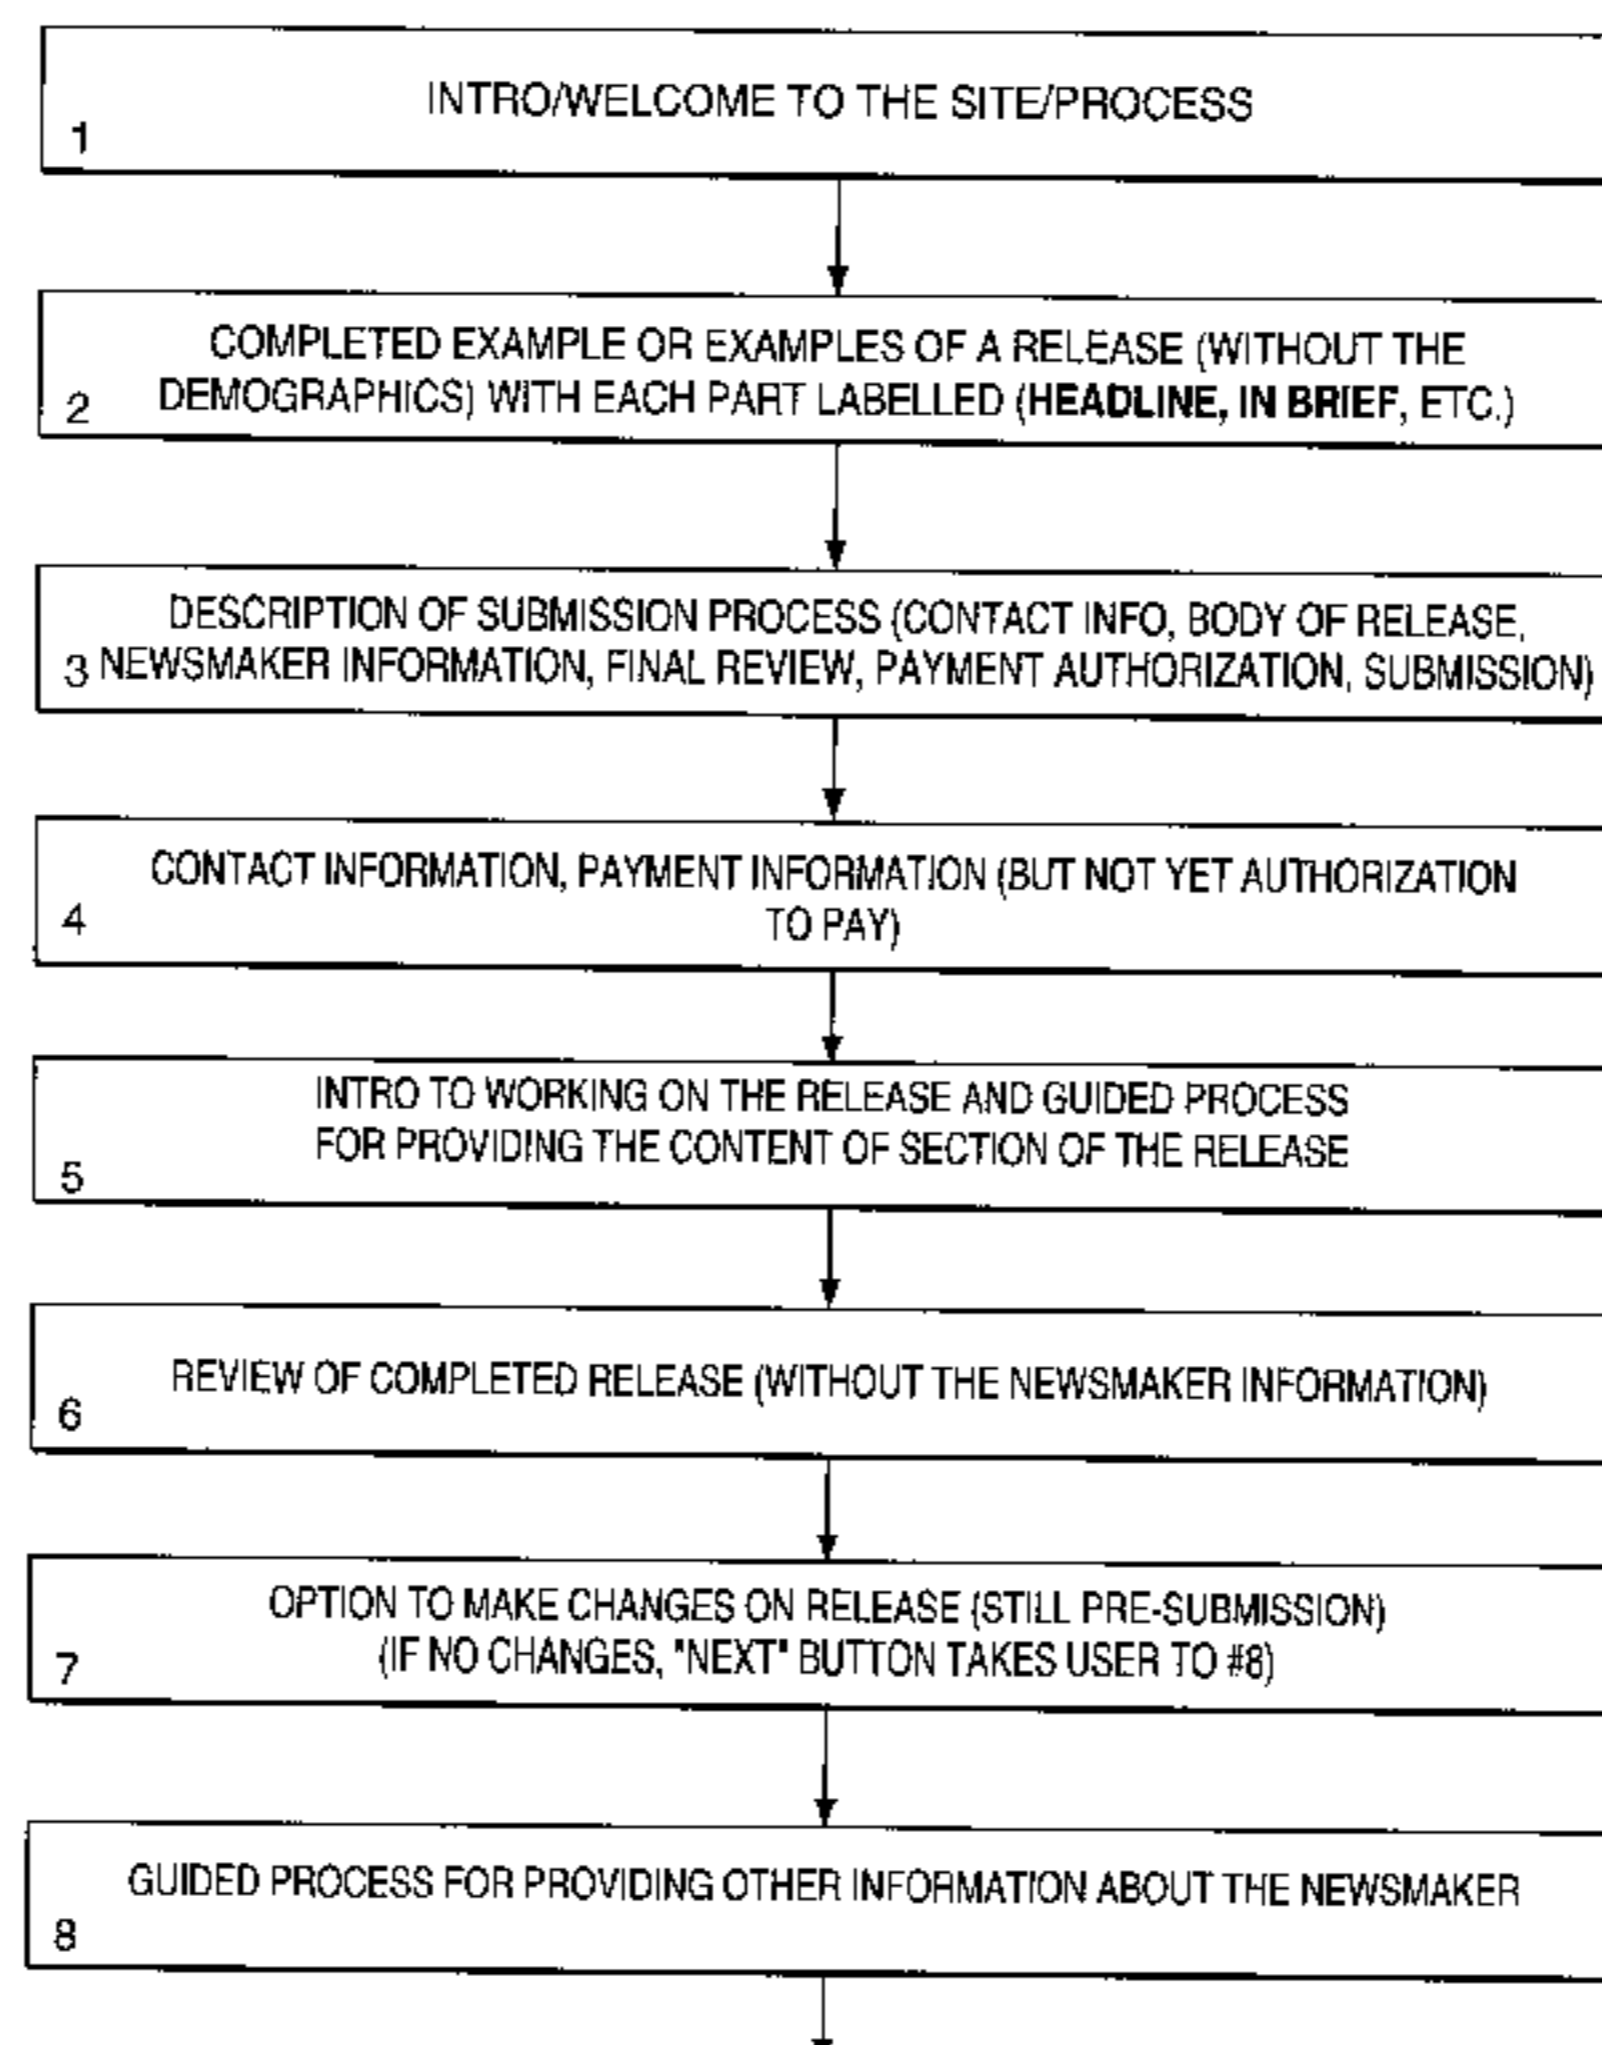 INTRO/WELCOME TO THE SITE/PROCESS
1
COMPLETED EXAMPLE OR EXAMPLES OF A RELEASE (WITHOUT THE
DEMOGRAPHICS) WITH EACH PART LABELLED (HEADLINE, IN BRIEF, ETC.)
2
DESCRIPTION OF SUBMISSION PROCESS (CONTACT INFO, BODY OF RELEASE,
3 NEWSMAKER INFORMATION, FINAL REVIEW, PAYMENT AUTHORIZATION, SUBMISSION)
CONTACT INFORMATION, PAYMENT INFORMATION (BUT NOT YET AUTHORIZATION
TO PAY)
4
INTRO TO WORKING ON THE RELEASE AND GUIDED PROCESS
FOR PROVIDING THE CONTENT OF SECTION OF THE RELEASE
5
REVIEW OF COMPLETED RELEASE (WITHOUT THE NEWSMAKER INFORMATION)
6
OPTION TO MAKE CHANGES ON RELEASE (STILL PRE-SUBMISSION)
(IF NO CHANGES, "NEXT" BUTTON TAKES USER TO #8)
7
GUIDED PROCESS FOR PROVIDING OTHER INFORMATION ABOUT THE NEWSMAKER
8